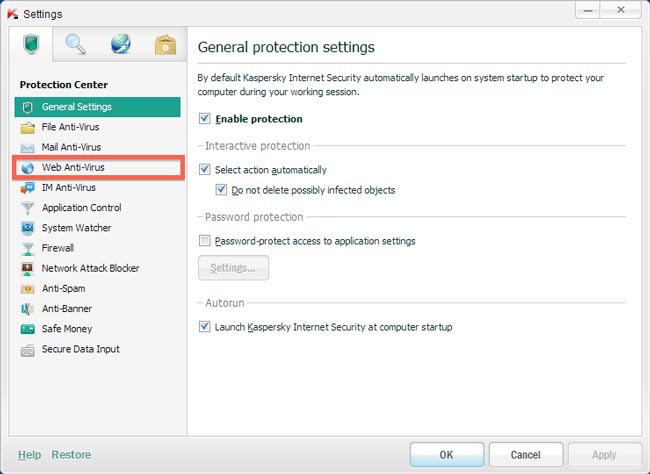 Settings
Protection Center
General Settings
File Anti-Virus
Mail Anti-Virus
Web Anti-Virus
IM Anti-Virus
Application Control
System Watcher
Firewall
Network Attack Blocker
Anti-Spam
Anti-Banner
Safe Money
Secure Data Input
General protection settings
By default Kaspersky Internet Security automatically launches on system startup to protect your
computer during your working session.
Enable protection
Interactive protection
Select action automatically
Do not delete possibly infected objects
Password protection
Password-protect access to application settings
Settings...
Autorun
Launch Kaspersky Internet Security at computer startup
Help Restore
OK Cancel Apply